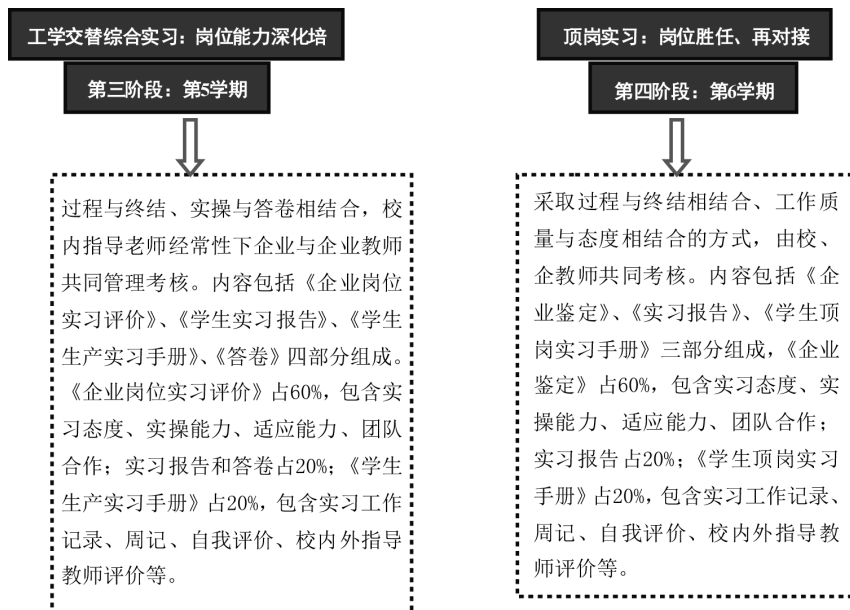 工学交替综合实习：岗位能力深化培
第三阶段：第5学期
过程与终结、实操与答卷相结合，校
内指导老师经常性下企业与企业教师
共同管理考核。内容包括《企业岗位
实习评价》、《学生实习报告》、《学生
生产实习手册》、《答卷》四部分组成。
《企业岗位实习评价》占60%，包含实
习态度、实操能力、适应能力、团队
合作；实习报告和答卷占20%；《学生
生产实习手册》占20%，包含实习工作
记录、周记、自我评价、校内外指导
教师评价等。
顶岗实习：岗位胜任、再对接
第四阶段：第6学期
采取过程与终结相结合、工作质
量与态度相结合的方式，由校、
企教师共同考核。内容包括《企
业鉴定》、《实习报告》、《学生顶
岗实习手册》三部分组成，《企业
鉴定》占60%，包含实习态度、实
操能力、适应能力、团队合作；
实习报告占20%；《学生顶岗实习
手册》占20%，包含实习工作记录、
周记、自我评价、校内外指导教
师评价等。